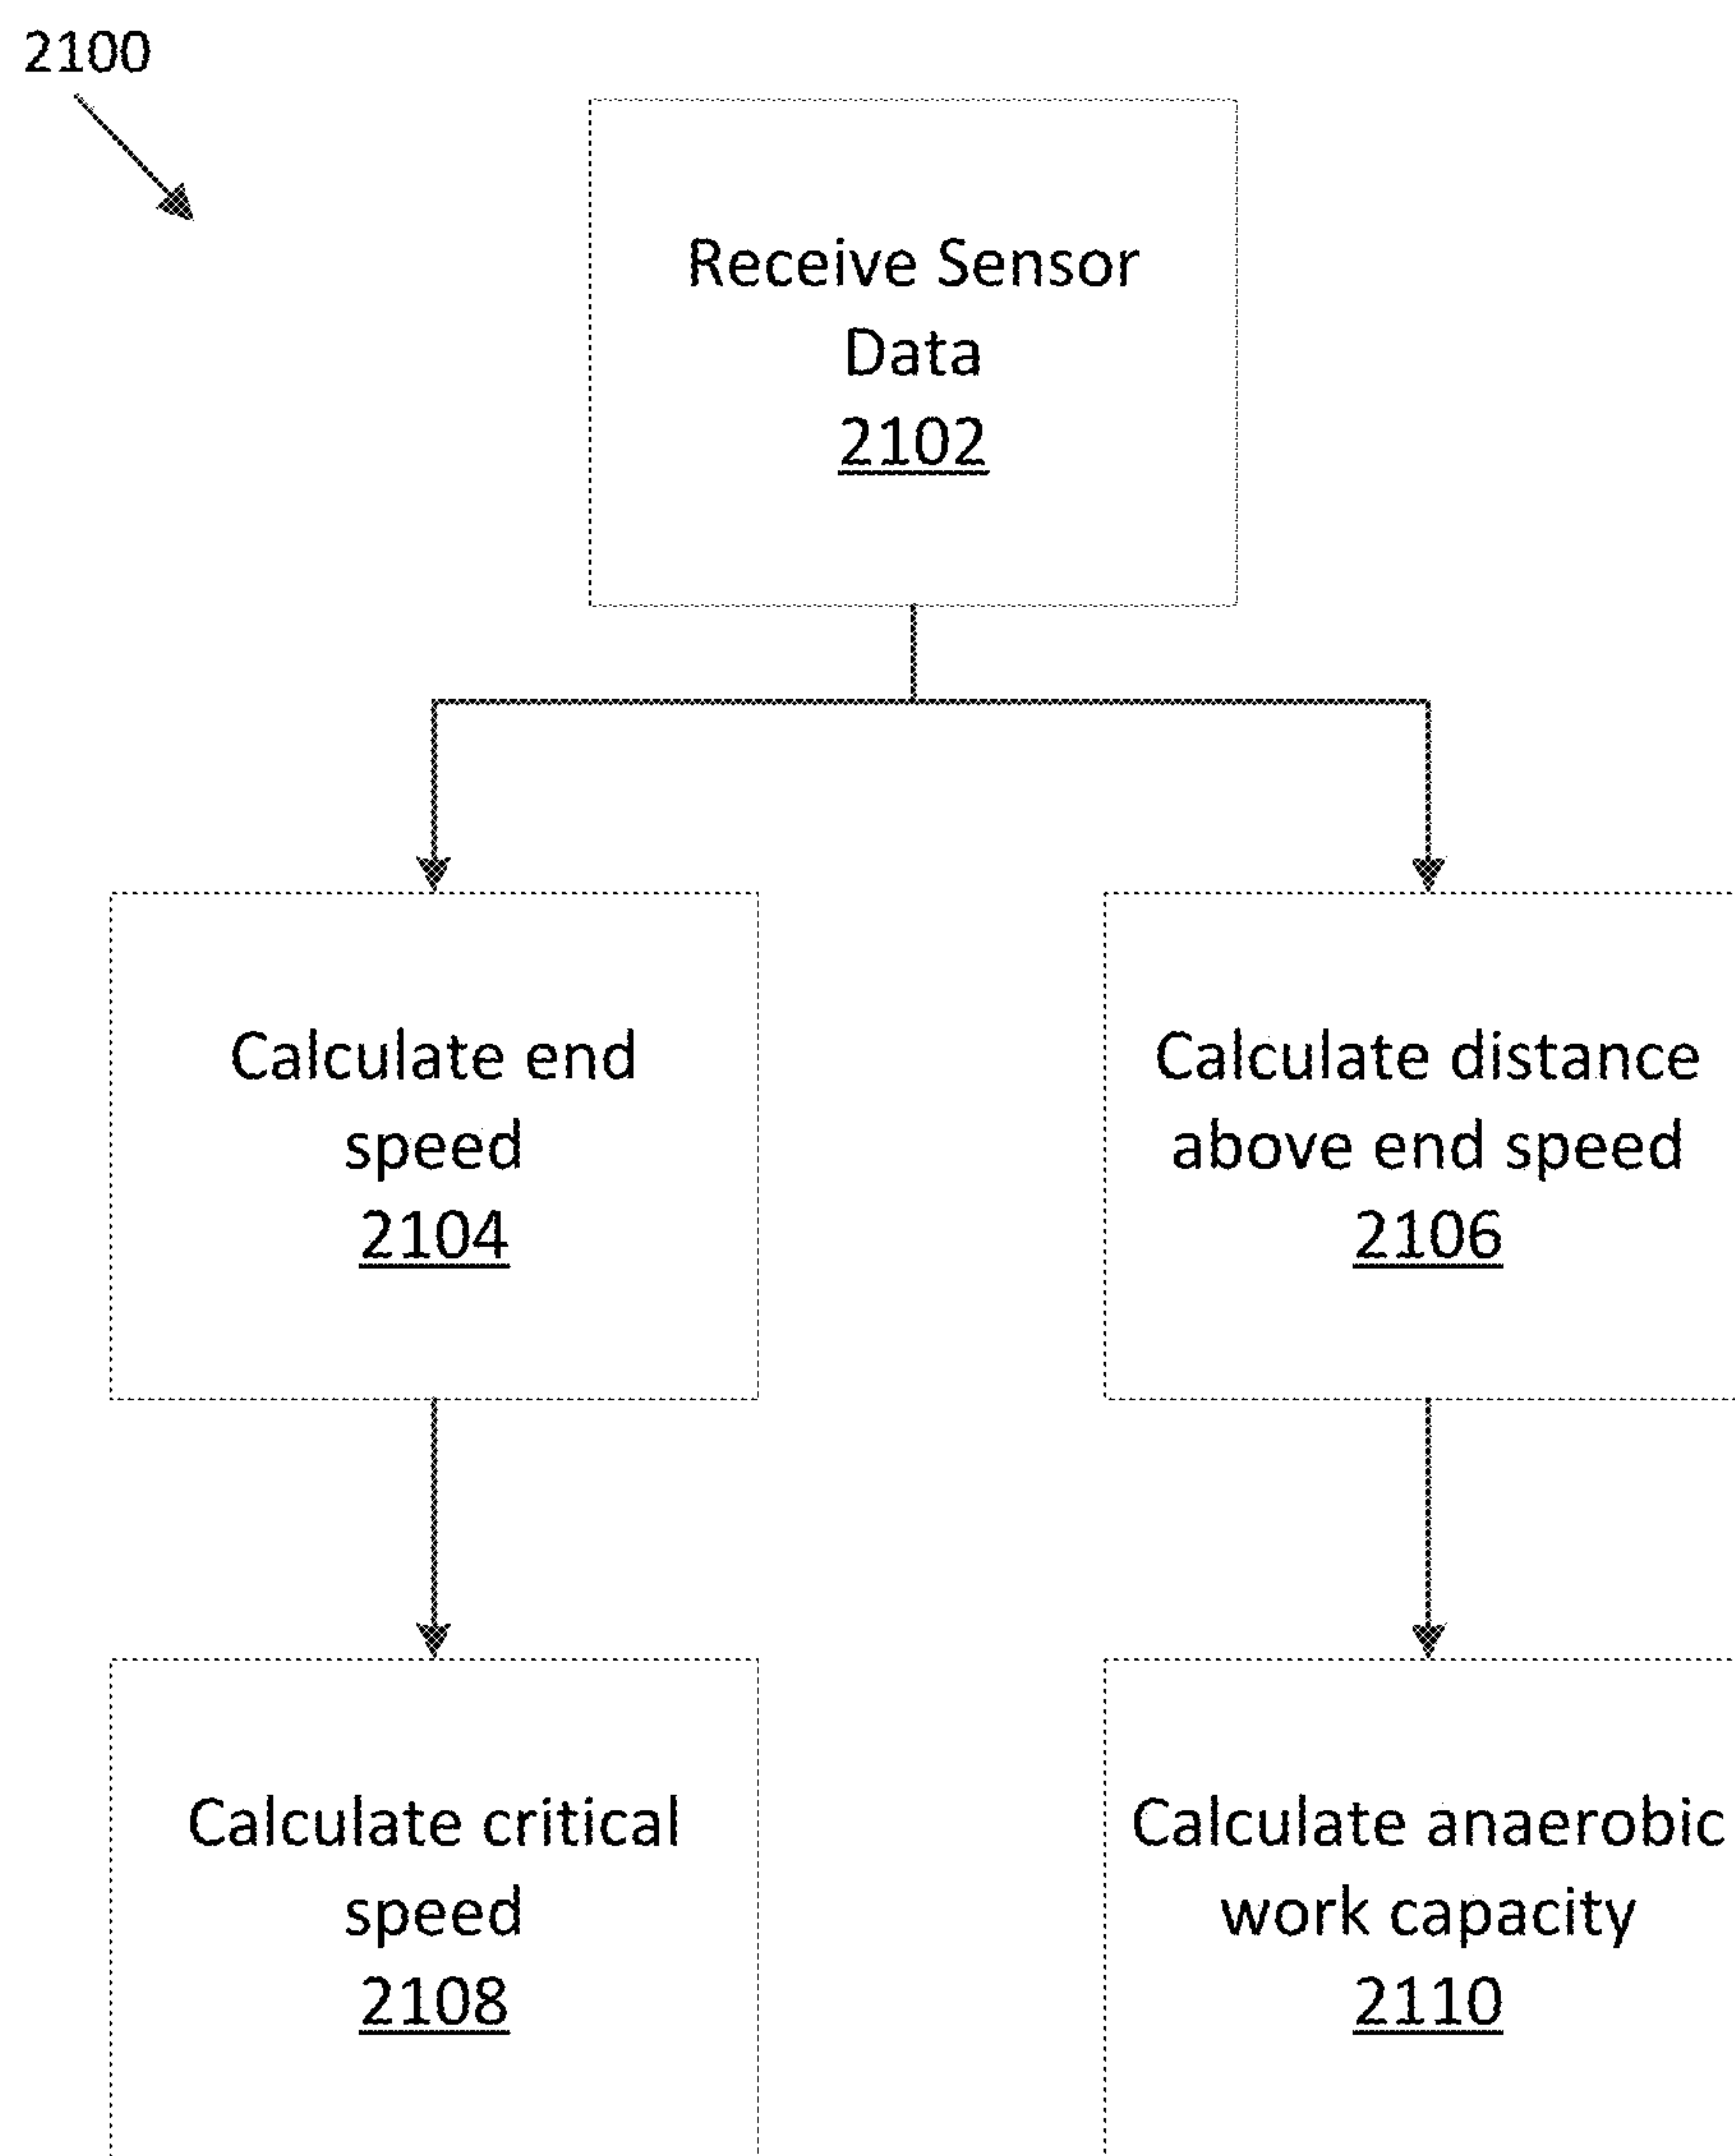 2100
Receive Sensor
Data
2102
Calculate end
speed
2104
Calculate distance
above end speed
2106
Calculate critical
speed
2108
Calculate anaerobic
work capacity
2110